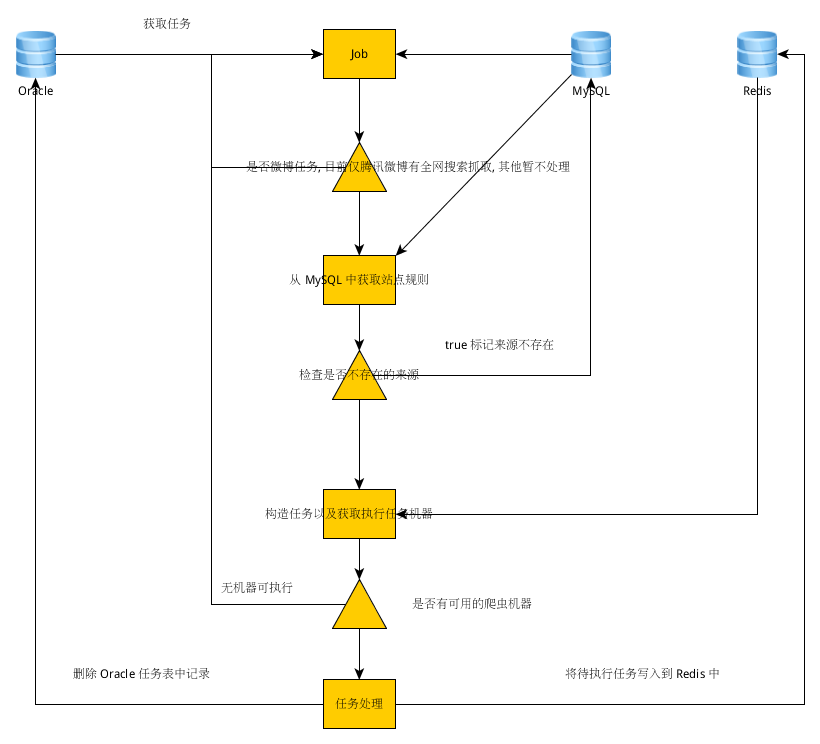 获取任务
Job
Oracle
MySQL
Redis
是否微博任务, 目前仅腾讯微博有全网搜索抓取, 其他暂不处理
从 MySQL 中获取站点规则
true 标记来源不存在
检查是否不存在的来源
构造任务以及获取执行任务机器
无机器可执行
是否有可用的爬虫机器
删除 Oracle 任务表中记录
将待执行任务写入到 Redis 中
任务处理